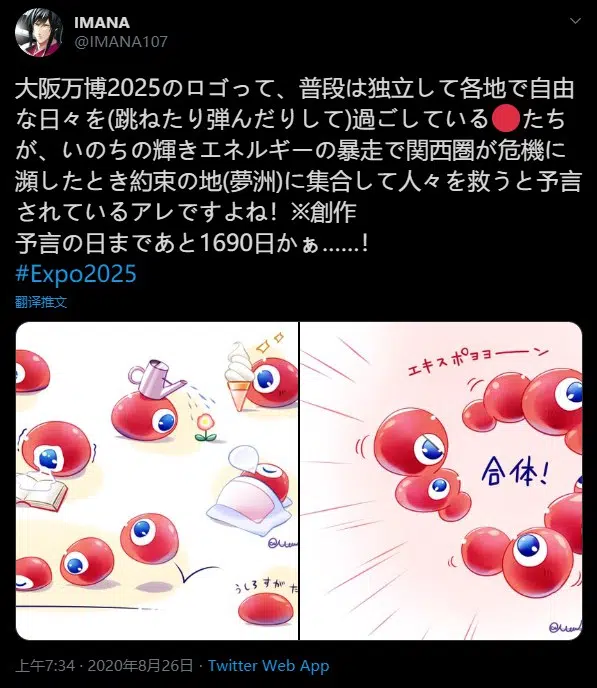 IMANA
@IMANA107
大阪万博2025のロゴって、普段は独立して各地で自由
な日々を(跳ねたり弾んだりして)過ごしている🔴たち
が、いのちの輝きエネルギーの暴走で関西圏が危機に
瀕したとき約束の地(夢洲)に集合して人々を救うと予言
されているアレですよね！※創作
予言の日まであと1690日かぁ……！
#Expo2025
翻译推文
うしろすがた
エキスポヨヨーーン
合体!
上午7:34 · 2020年8月26日 · Twitter Web App